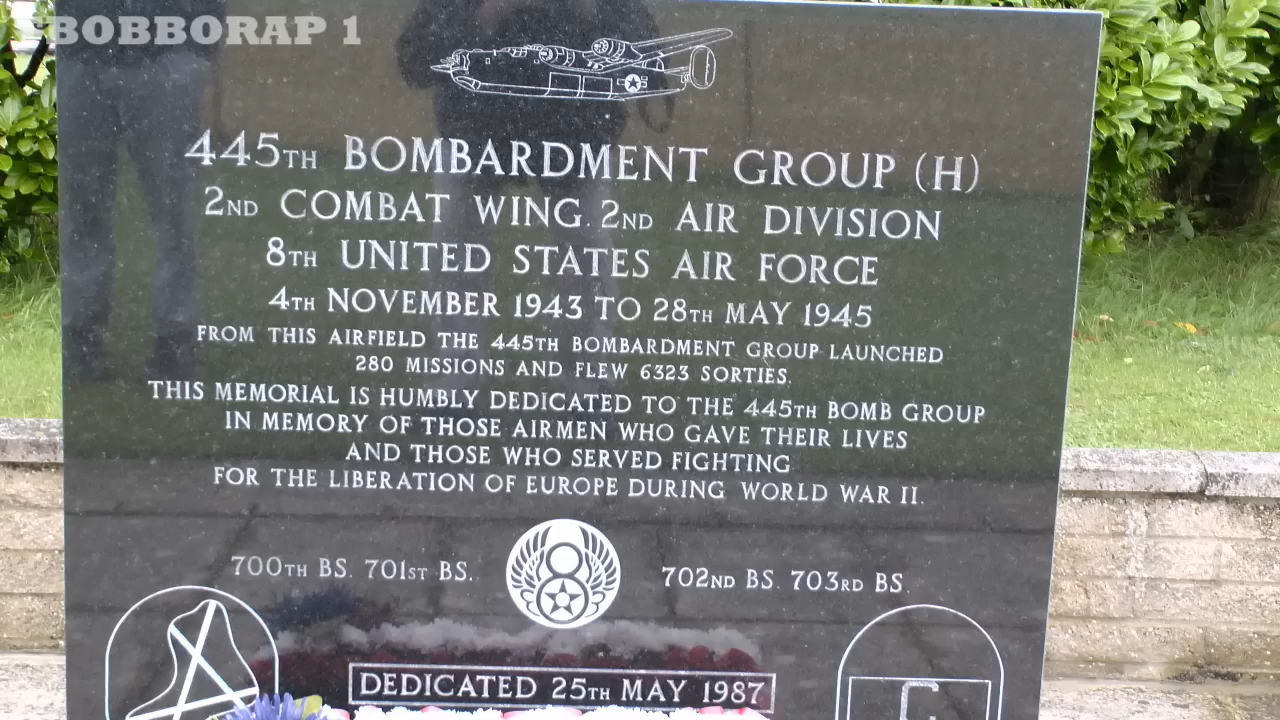 BOBBORAP 1
445TH BOMBARDMENT GROUP (H)
2ND COMBAT WING. 2ND AIR DIVISION
8TH UNITED STATES AIR FORCE
4TH NOVEMBER 1943 TO 28TH MAY 1945
FROM THIS AIRFIELD THE 445TH BOMBARDMENT GROUP LAUNCHED
280 MISSIONS AND FLEW 6323 SORTIES.
THIS MEMORIAL IS HUMBLY DEDICATED TO THE 445TH BOMB GROUP
IN MEMORY OF THOSE AIRMEN WHO GAVE THEIR LIVES
AND THOSE WHO SERVED FIGHTING
FOR THE LIBERATION OF EUROPE DURING WORLD WAR II.
700TH BS. 701ST BS. 702ND BS. 703RD BS.
DEDICATED 25TH MAY 1987